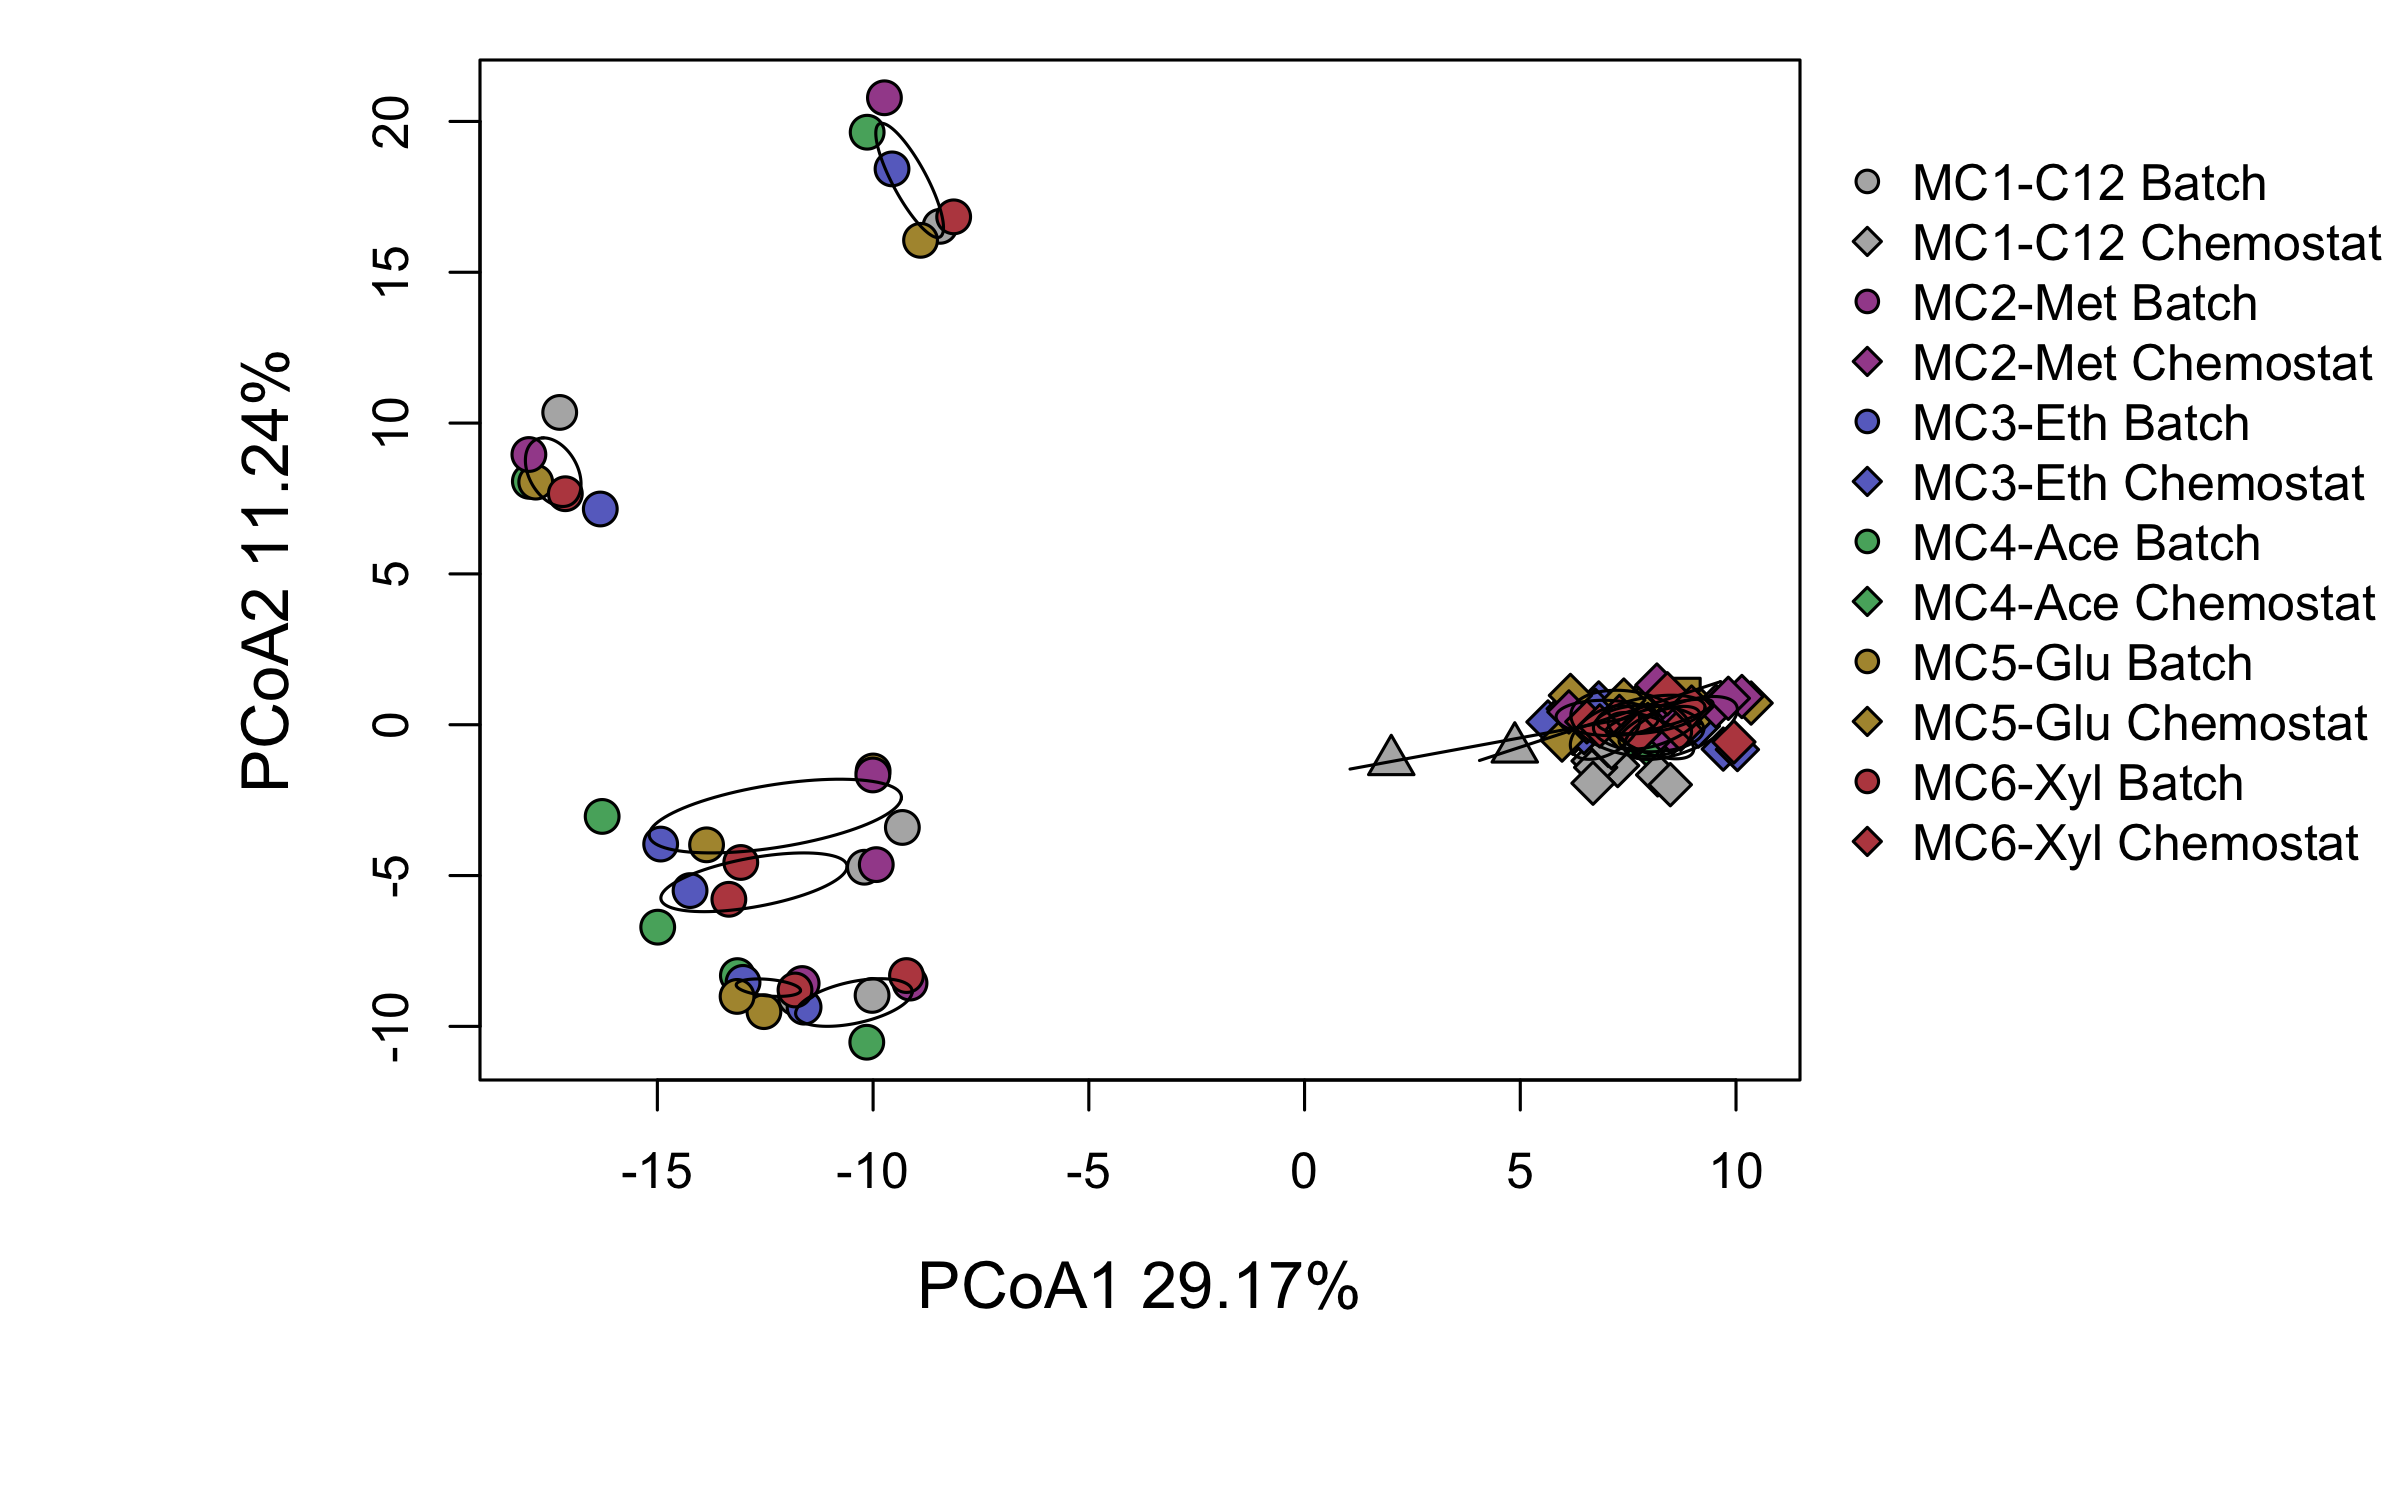 20
15
10
5
0
-5
-10
PCoA2 11.24%
-15
-10
-5
0
5
10
PCoA1 29.17%
MC1-C12 Batch
MC1-C12 Chemostat
MC2-Met Batch
MC2-Met Chemostat
MC3-Eth Batch
MC3-Eth Chemostat
MC4-Ace Batch
MC4-Ace Chemostat
MC5-Glu Batch
MC5-Glu Chemostat
MC6-Xyl Batch
MC6-Xyl Chemostat